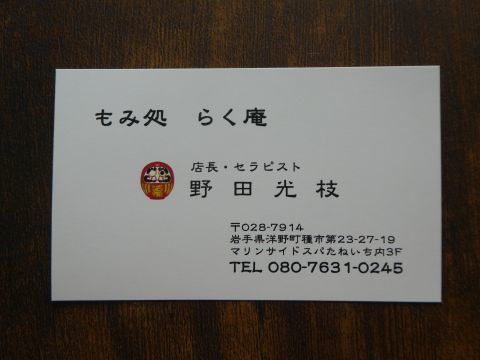 もみ処 らく庵
店長・セラピスト
野田光枝
〒028-7914
岩手県洋野町種市第23-27-19
マリンサイドスパたねいち内3F
TEL 080-7631-0245